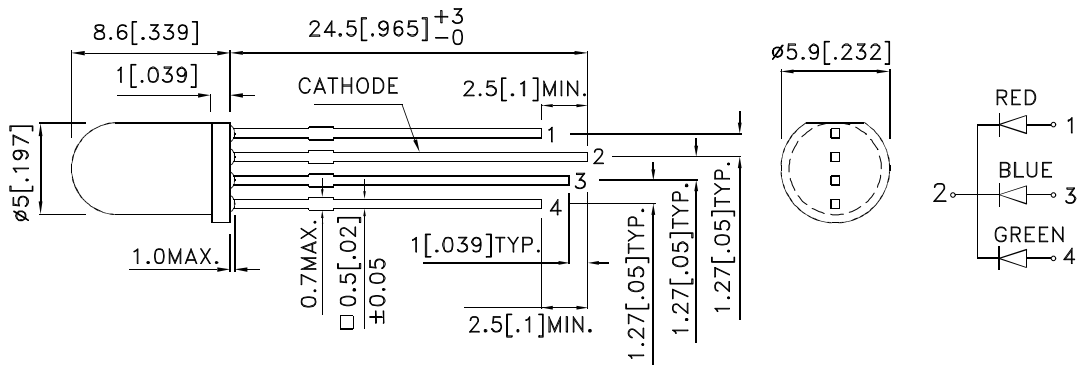 8.6[.339]
24.5[.965]+3 -0
1[.039]
CATHODE
2.5[.1]MIN.
ø5.9[.232]
ø5[.197]
1
2
3
4
1.0MAX.
0.7MAX.
□ 0.5[.02]
±0.05
1[.039]TYP.
2.5[.1]MIN.
1.27[.05]TYP.
1.27[.05]TYP.
1.27[.05]TYP.
RED
1
BLUE
2
3
GREEN
4